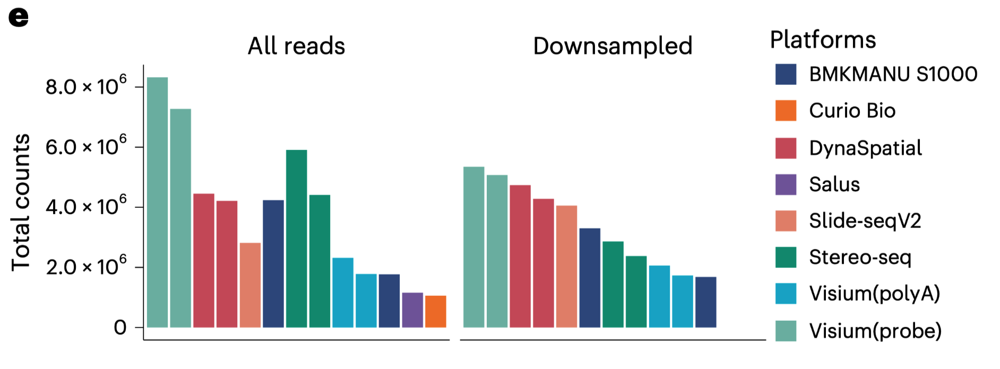 e
All reads
Downsampled
Platforms
Total counts
8.0 × 10⁶
6.0 × 10⁶
4.0 × 10⁶
2.0 × 10⁶
0
BMKMANU S1000
Curio Bio
DynaSpatial
Salus
Slide-seqV2
Stereo-seq
Visium(polyA)
Visium(probe)